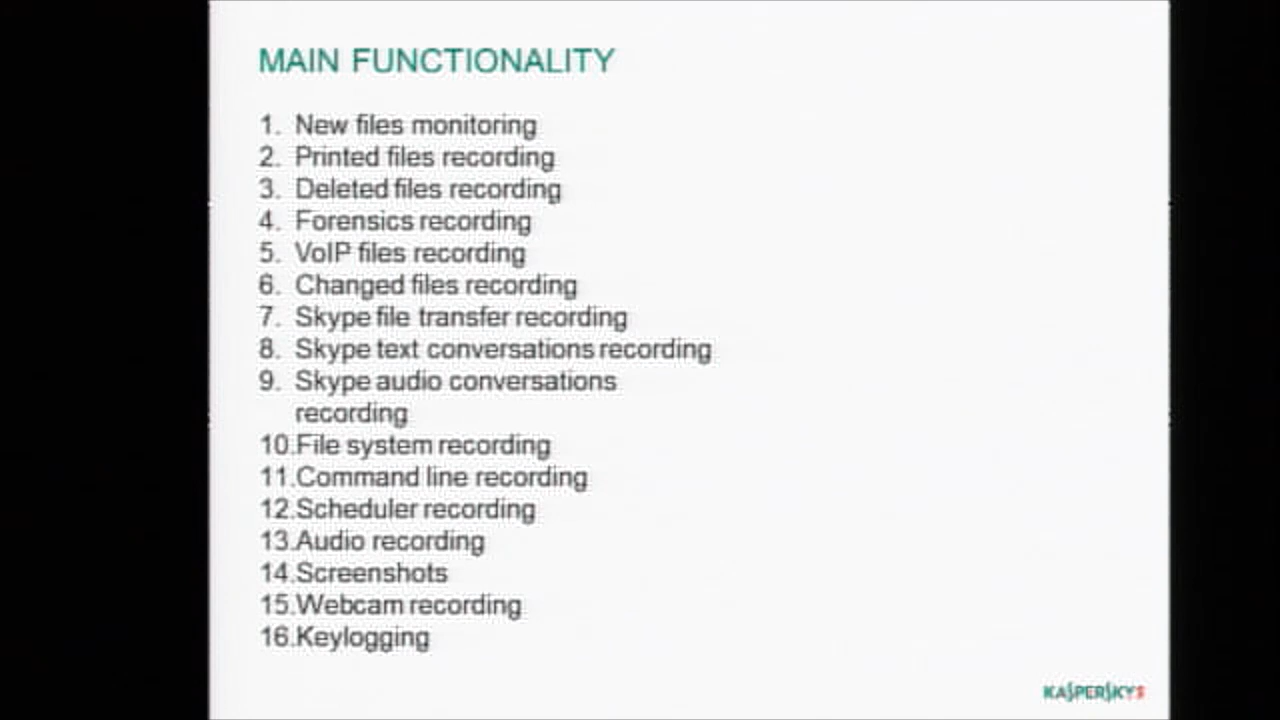 MAIN FUNCTIONALITY
1. New files monitoring
2. Printed files recording
3. Deleted files recording
4. Forensics recording
5. VoIP files recording
6. Changed files recording
7. Skype file transfer recording
8. Skype text conversations recording
9. Skype audio conversations
recording
10.File system recording
11.Command line recording
12.Scheduler recording
13.Audio recording
14.Screenshots
15.Webcam recording
16.Keylogging
KASPERSKY